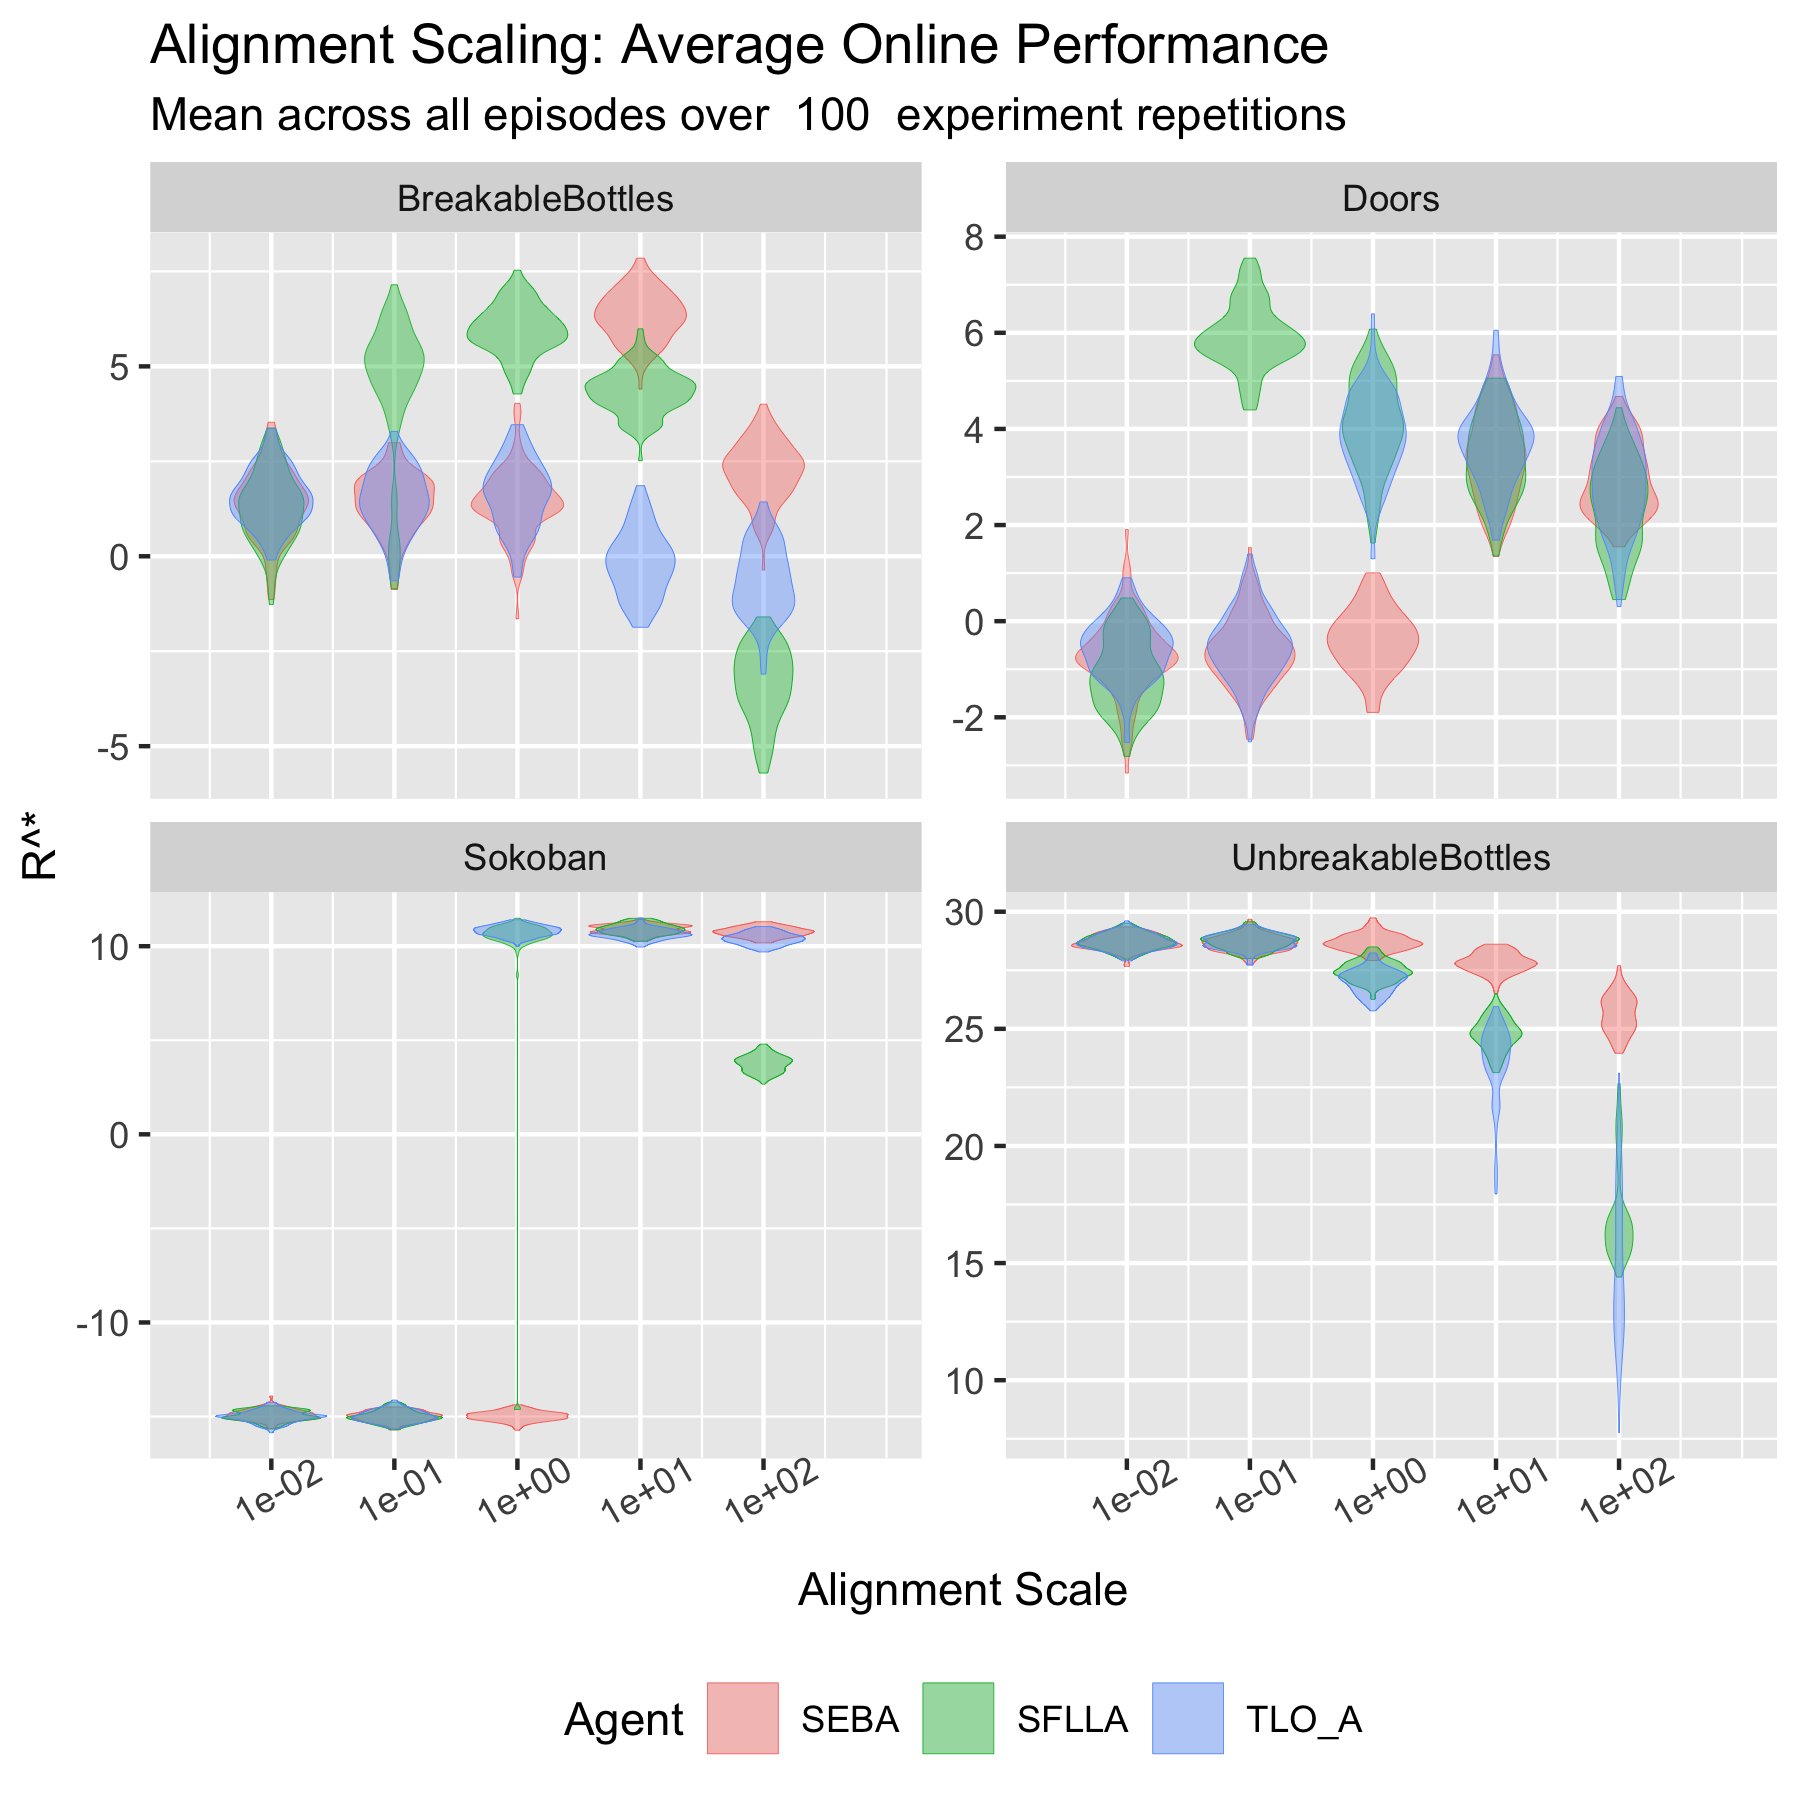 Alignment Scaling: Average Online Performance
Mean across all episodes over 100 experiment repetitions
BreakableBottles
Doors
5
0
-5
8
6
4
2
0
-2
R^*
Sokoban
UnbreakableBottles
10
0
-10
30
25
20
15
10
1e-02 1e-01 1e+00 1e+01 1e+02
1e-02 1e-01 1e+00 1e+01 1e+02
Alignment Scale
Agent SEBA SFLLA TLO_A